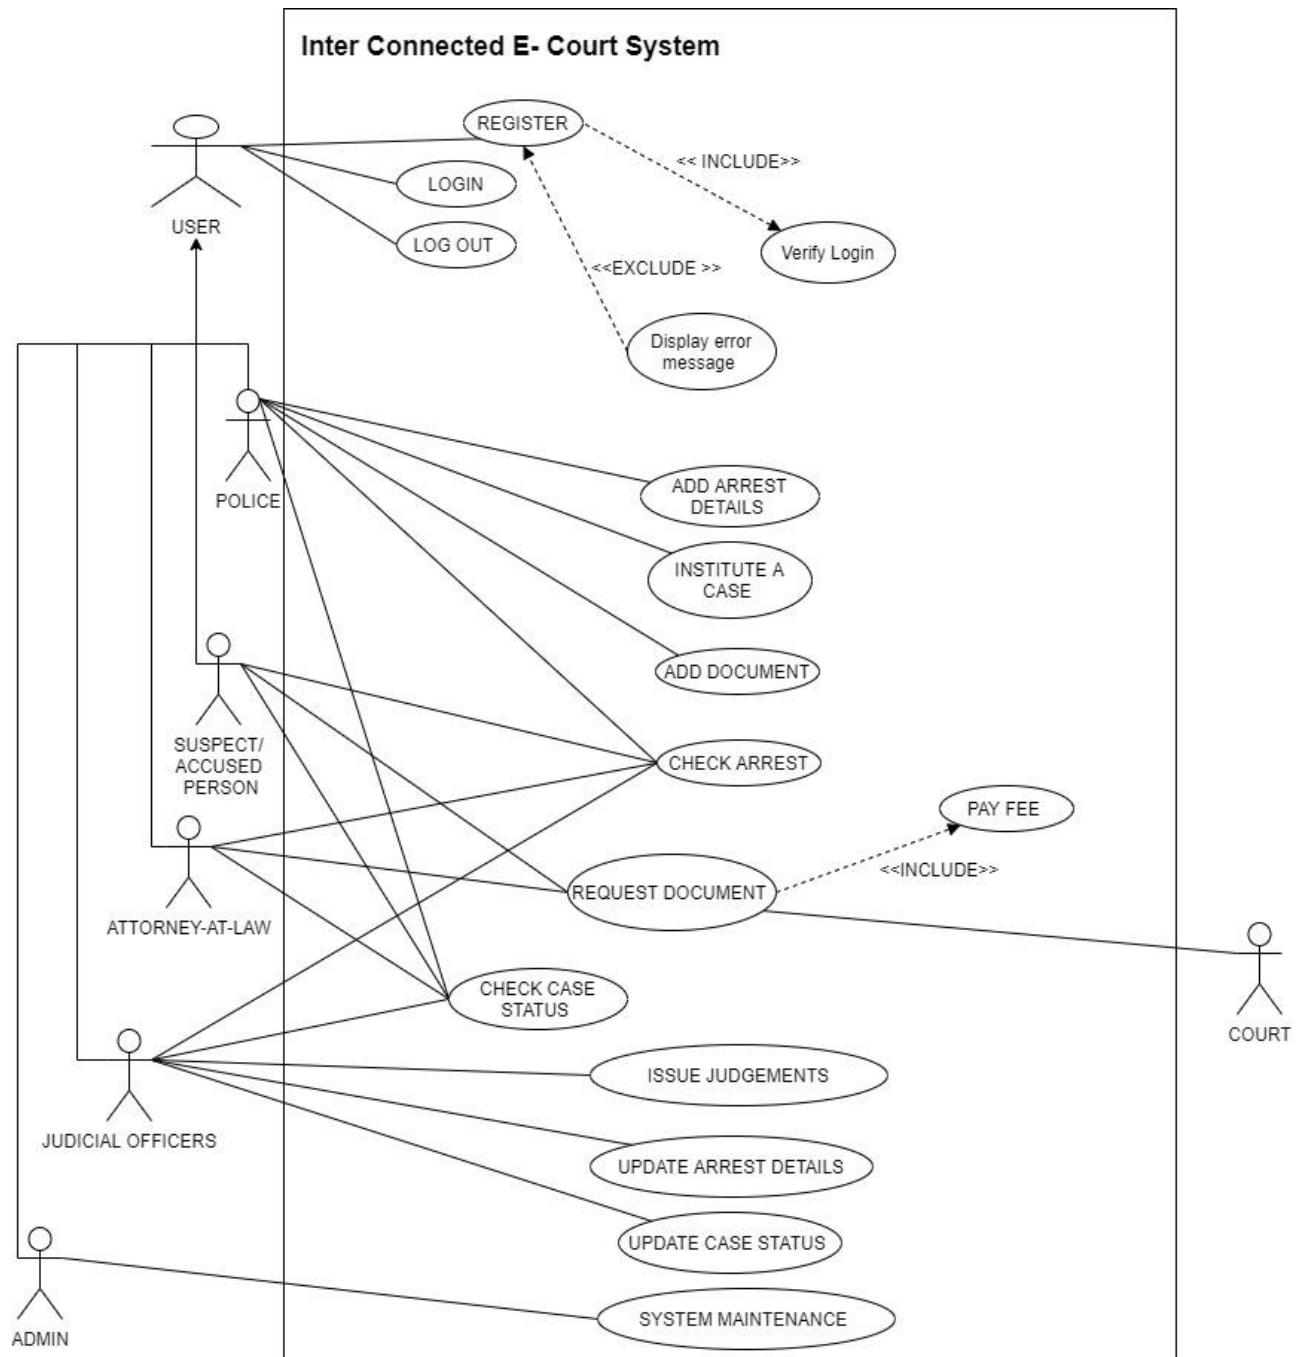 Inter Connected E- Court System
REGISTER
<< INCLUDE>>
LOGIN
USER
LOG OUT
Verify Login
<<EXCLUDE >>
Display error
message
POLICE
ADD ARREST
DETAILS
INSTITUTE A
CASE
ADD DOCUMENT
SUSPECT/
ACCUSED
PERSON
CHECK ARREST
PAY FEE
<<INCLUDE>>
REQUEST DOCUMENT
ATTORNEY-AT-LAW
CHECK CASE
STATUS
COURT
ISSUE JUDGEMENTS
JUDICIAL OFFICERS
UPDATE ARREST DETAILS
UPDATE CASE STATUS
SYSTEM MAINTENANCE
ADMIN